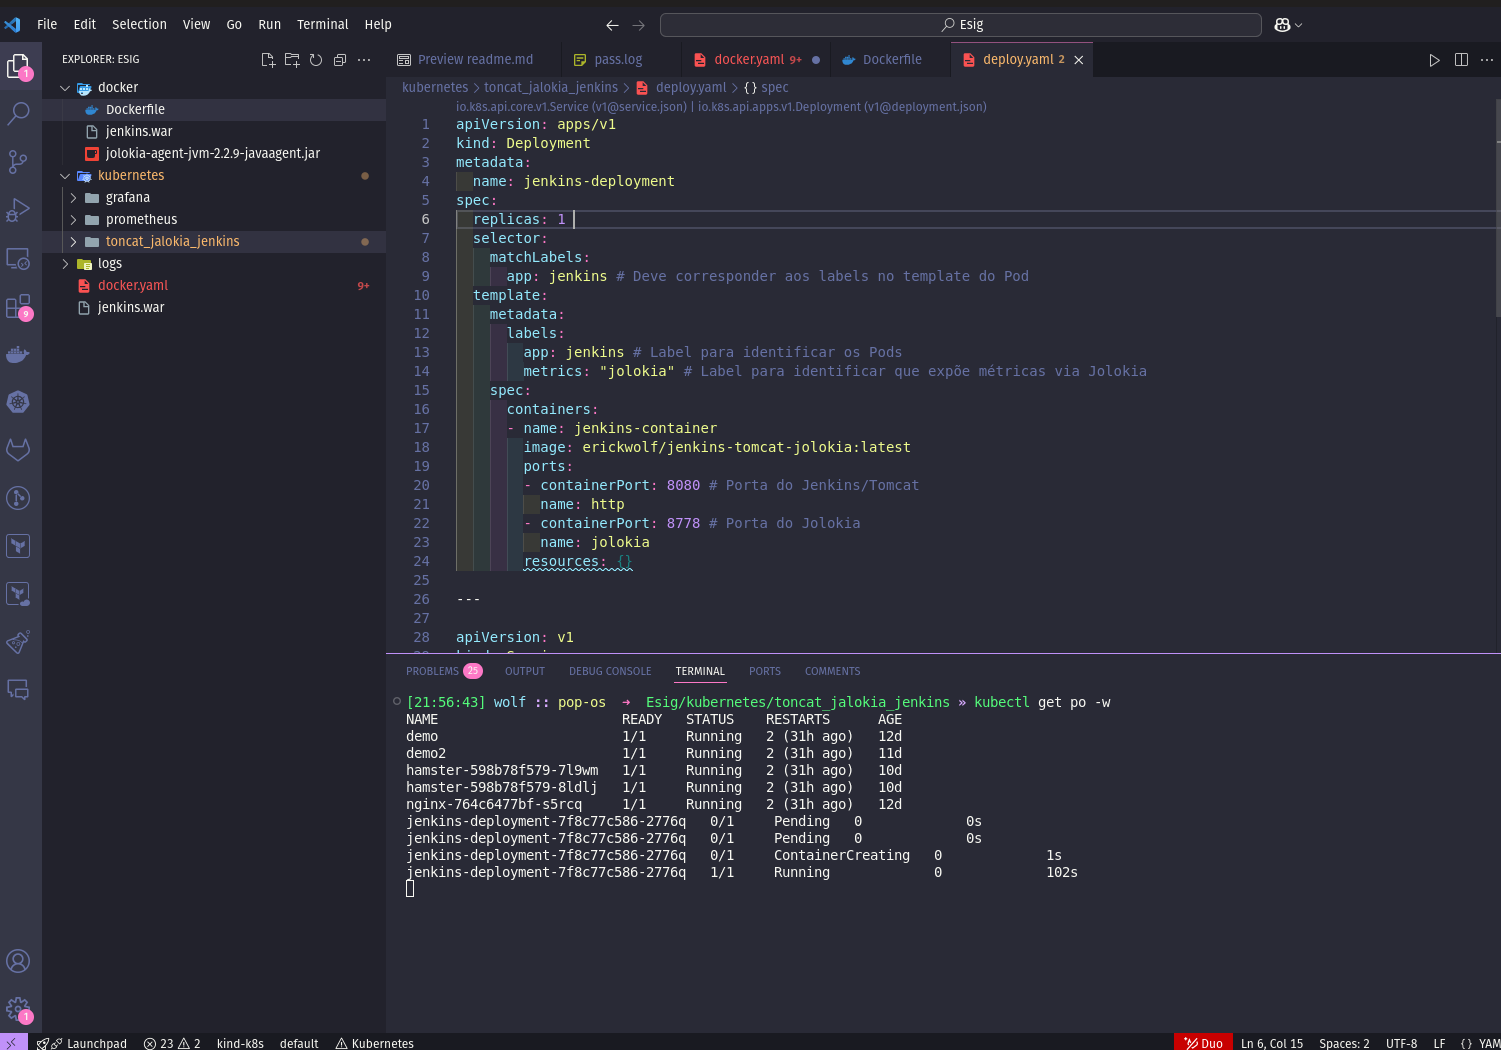 File Edit Selection View Go Run Terminal Help
Esig
EXPLORER: ESIG
docker
Dockerfile
jenkins.war
jolokia-agent-jvm-2.2.9-javaagent.jar
kubernetes
grafana
prometheus
toncat_jalokia_jenkins
logs
docker.yaml 9+
jenkins.war
1
9
1
Preview readme.md pass.log docker.yaml 9+ Dockerfile deploy.yaml 2
kubernetes > toncat_jalokia_jenkins > deploy.yaml > {} spec
io.k8s.api.core.v1.Service (v1@service.json) | io.k8s.api.apps.v1.Deployment (v1@deployment.json)
1 apiVersion: apps/v1
2 kind: Deployment
3 metadata:
4 name: jenkins-deployment
5 spec:
6 replicas: 1
7 selector:
8 matchLabels:
9 app: jenkins # Deve corresponder aos labels no template do Pod
10 template:
11 metadata:
12 labels:
13 app: jenkins # Label para identificar os Pods
14 metrics: "jolokia" # Label para identificar que expõe métricas via Jolokia
15 spec:
16 containers:
17 - name: jenkins-container
18 image: erickwolf/jenkins-tomcat-jolokia:latest
19 ports:
20 - containerPort: 8080 # Porta do Jenkins/Tomcat
21 name: http
22 - containerPort: 8778 # Porta do Jolokia
23 name: jolokia
24 resources: {}
25
26 ---
27
28 apiVersion: v1
PROBLEMS 25 OUTPUT DEBUG CONSOLE TERMINAL PORTS COMMENTS
[21:56:43] wolf :: pop-os ➜ Esig/kubernetes/toncat_jalokia_jenkins » kubectl get po -w
NAME READY STATUS RESTARTS AGE
demo 1/1 Running 2 (31h ago) 12d
demo2 1/1 Running 2 (31h ago) 11d
hamster-598b78f579-7l9wm 1/1 Running 2 (31h ago) 10d
hamster-598b78f579-8ldlj 1/1 Running 2 (31h ago) 10d
nginx-764c6477bf-s5rcq 1/1 Running 2 (31h ago) 12d
jenkins-deployment-7f8c77c586-2776q 0/1 Pending 0 0s
jenkins-deployment-7f8c77c586-2776q 0/1 Pending 0 0s
jenkins-deployment-7f8c77c586-2776q 0/1 ContainerCreating 0 1s
jenkins-deployment-7f8c77c586-2776q 1/1 Running 0 102s
Launchpad 23 2 kind-k8s default Kubernetes Duo Ln 6, Col 15 Spaces: 2 UTF-8 LF {} YAM